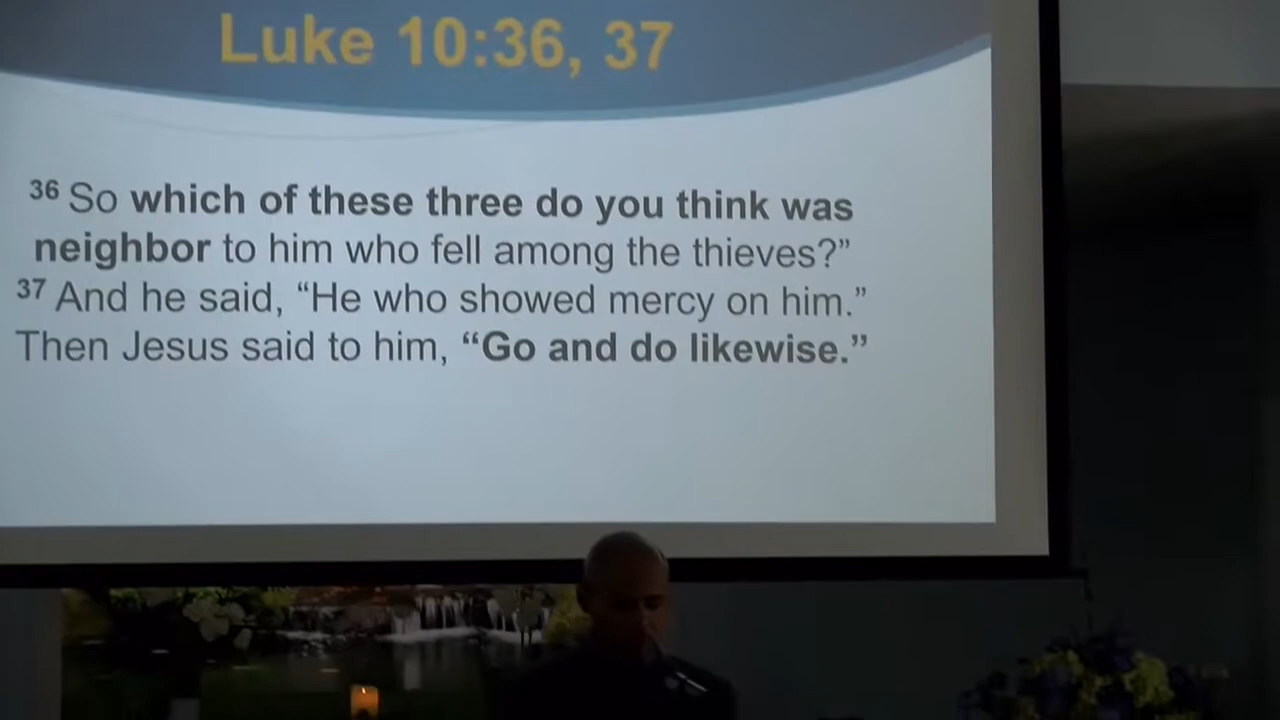 Luke 10:36, 37
36 So which of these three do you think was
neighbor to him who fell among the thieves?”
37 And he said, “He who showed mercy on him.”
Then Jesus said to him, “Go and do likewise.”